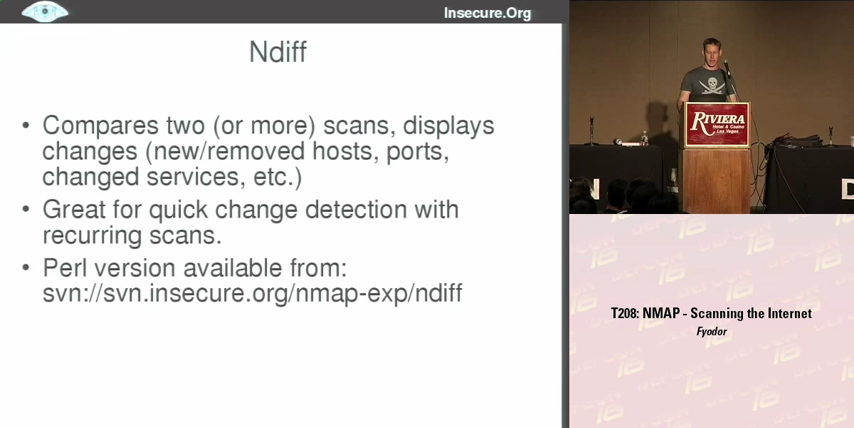 Insecure.Org
Ndiff
• Compares two (or more) scans, displays
changes (new/removed hosts, ports,
changed services, etc.)
• Great for quick change detection with
recurring scans.
• Perl version available from:
svn://svn.insecure.org/nmap-exp/ndiff
RIVIERA
Hotel & Casino
Las Vegas
N
D
T208: NMAP - Scanning the Internet
Fyodor